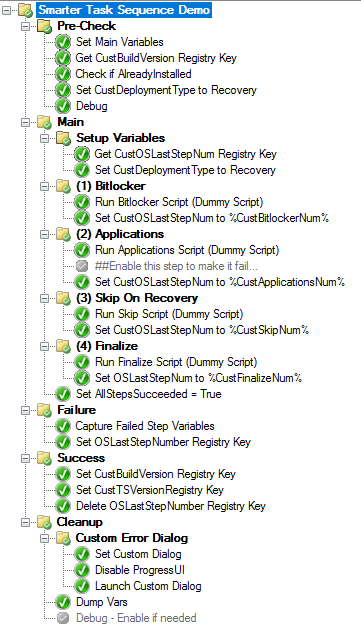 Smarter Task Sequence Demo
Pre-Check
Set Main Variables
Get CustBuildVersion Registry Key
Check if AlreadyInstalled
Set CustDeploymentType to Recovery
Debug
Main
Setup Variables
Get CustOSLastStepNum Registry Key
Set CustDeploymentType to Recovery
(1) Bitlocker
Run Bitlocker Script (Dummy Script)
Set CustOSLastStepNum to %CustBitlockerNum%
(2) Applications
Run Applications Script (Dummy Script)
##Enable this step to make it fail...
Set CustOSLastStepNum to %CustApplicationsNum%
(3) Skip On Recovery
Run Skip Script (Dummy Script)
Set CustOSLastStepNum to %CustSkipNum%
(4) Finalize
Run Finalize Script (Dummy Script)
Set OSLastStepNum to %CustFinalizeNum%
Set AllStepsSucceeded = True
Failure
Capture Failed Step Variables
Set OSLastStepNumber Registry Key
Success
Set CustBuildVersion Registry Key
Set CustTSVersionRegistry Key
Delete OSLastStepNumber Registry Key
Cleanup
Custom Error Dialog
Set Custom Dialog
Disable ProgressUI
Launch Custom Dialog
Dump Vars
Debug - Enable if needed